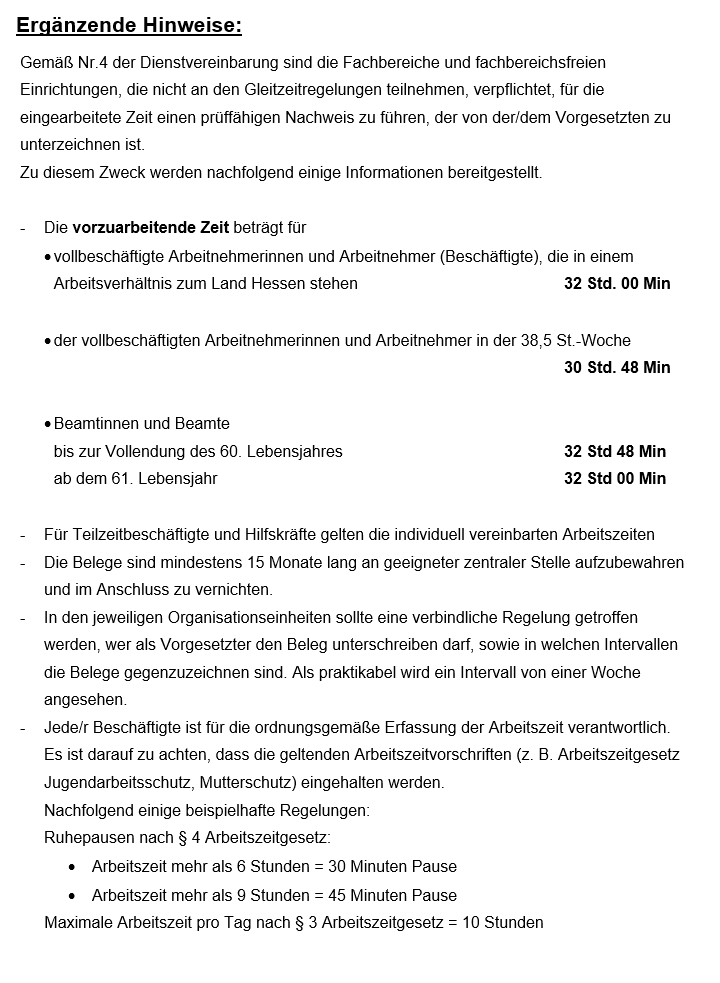 Ergänzende Hinweise:
Gemäß Nr.4 der Dienstvereinbarung sind die Fachbereiche und fachbereichsfreien
Einrichtungen, die nicht an den Gleitzeitregelungen teilnehmen, verpflichtet, für die
eingearbeitete Zeit einen prüffähigen Nachweis zu führen, der von der/dem Vorgesetzten zu
unterzeichnen ist.
Zu diesem Zweck werden nachfolgend einige Informationen bereitgestellt.
- Die vorzuarbeitende Zeit beträgt für
• vollbeschäftigte Arbeitnehmerinnen und Arbeitnehmer (Beschäftigte), die in einem
Arbeitsverhältnis zum Land Hessen stehen 32 Std. 00 Min
• der vollbeschäftigten Arbeitnehmerinnen und Arbeitnehmer in der 38,5 St.-Woche
30 Std. 48 Min
• Beamtinnen und Beamte
bis zur Vollendung des 60. Lebensjahres 32 Std 48 Min
ab dem 61. Lebensjahr 32 Std 00 Min
- Für Teilzeitbeschäftigte und Hilfskräfte gelten die individuell vereinbarten Arbeitszeiten
- Die Belege sind mindestens 15 Monate lang an geeigneter zentraler Stelle aufzubewahren
und im Anschluss zu vernichten.
- In den jeweiligen Organisationseinheiten sollte eine verbindliche Regelung getroffen
werden, wer als Vorgesetzter den Beleg unterschreiben darf, sowie in welchen Intervallen
die Belege gegenzuzeichnen sind. Als praktikabel wird ein Intervall von einer Woche
angesehen.
- Jede/r Beschäftigte ist für die ordnungsgemäße Erfassung der Arbeitszeit verantwortlich.
Es ist darauf zu achten, dass die geltenden Arbeitszeitvorschriften (z. B. Arbeitszeitgesetz
Jugendarbeitsschutz, Mutterschutz) eingehalten werden.
Nachfolgend einige beispielhafte Regelungen:
Ruhepausen nach § 4 Arbeitszeitgesetz:
• Arbeitszeit mehr als 6 Stunden = 30 Minuten Pause
• Arbeitszeit mehr als 9 Stunden = 45 Minuten Pause
Maximale Arbeitszeit pro Tag nach § 3 Arbeitszeitgesetz = 10 Stunden